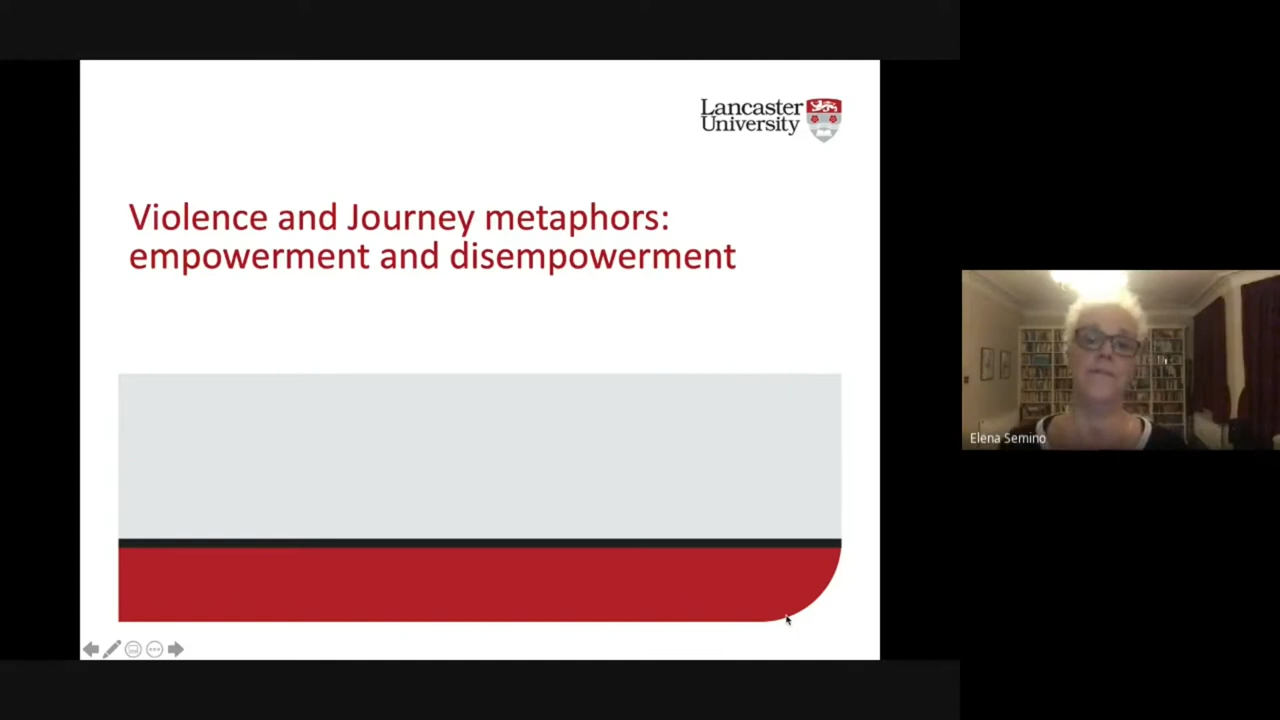 Lancaster
University
Violence and Journey metaphors:
empowerment and disempowerment
Elena Semino